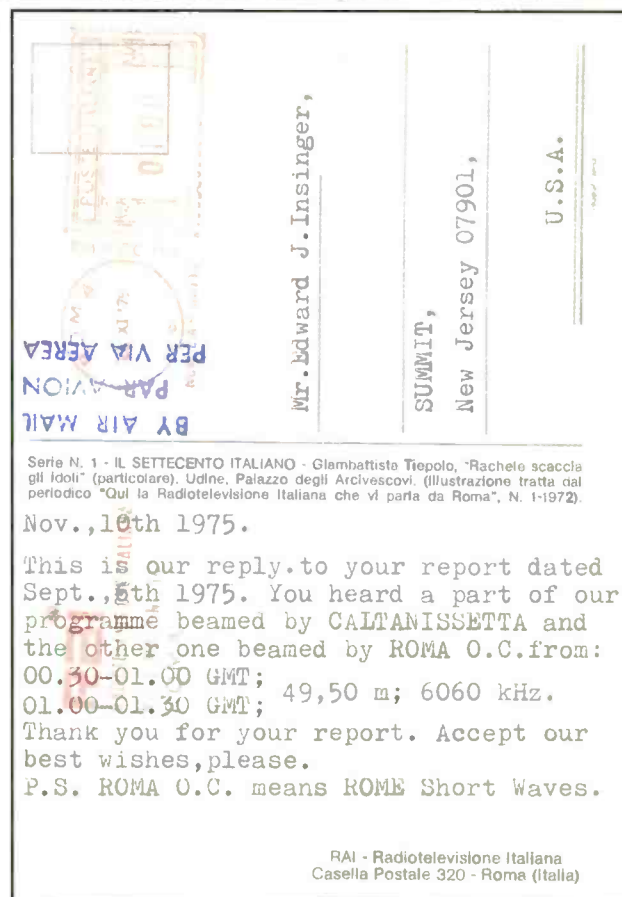 Mr.Edward J.Insinger,
SUMMIT,
New Jersey 07901,
U.S.A.
PER VIA AEREA
PAR AVION
BY AIR MAIL
Serie N. 1 - IL SETTECENTO ITALIANO - Giambattista Tiepolo, "Rachele scaccia
gli idoli" (particolare). Udine, Palazzo degli Arcivescovi. (Illustrazione tratta dal
periodico "Qui la Radiotelevisione Italiana che vi parla da Roma", N. 1-1972).
Nov.,10th 1975.
This is our reply.to your report dated
Sept.,6th 1975. You heard a part of our
programme beamed by CALTANISSETTA and
the other one beamed by ROMA O.C.from:
00.30-01.00 GMT;
01.00-01.30 GMT; 49,50 m; 6060 kHz.
Thank you for your report. Accept our
best wishes,please.
P.S. ROMA O.C. means ROME Short Waves.
RAI - Radiotelevisione Italiana
Casella Postale 320 - Roma (Italia)